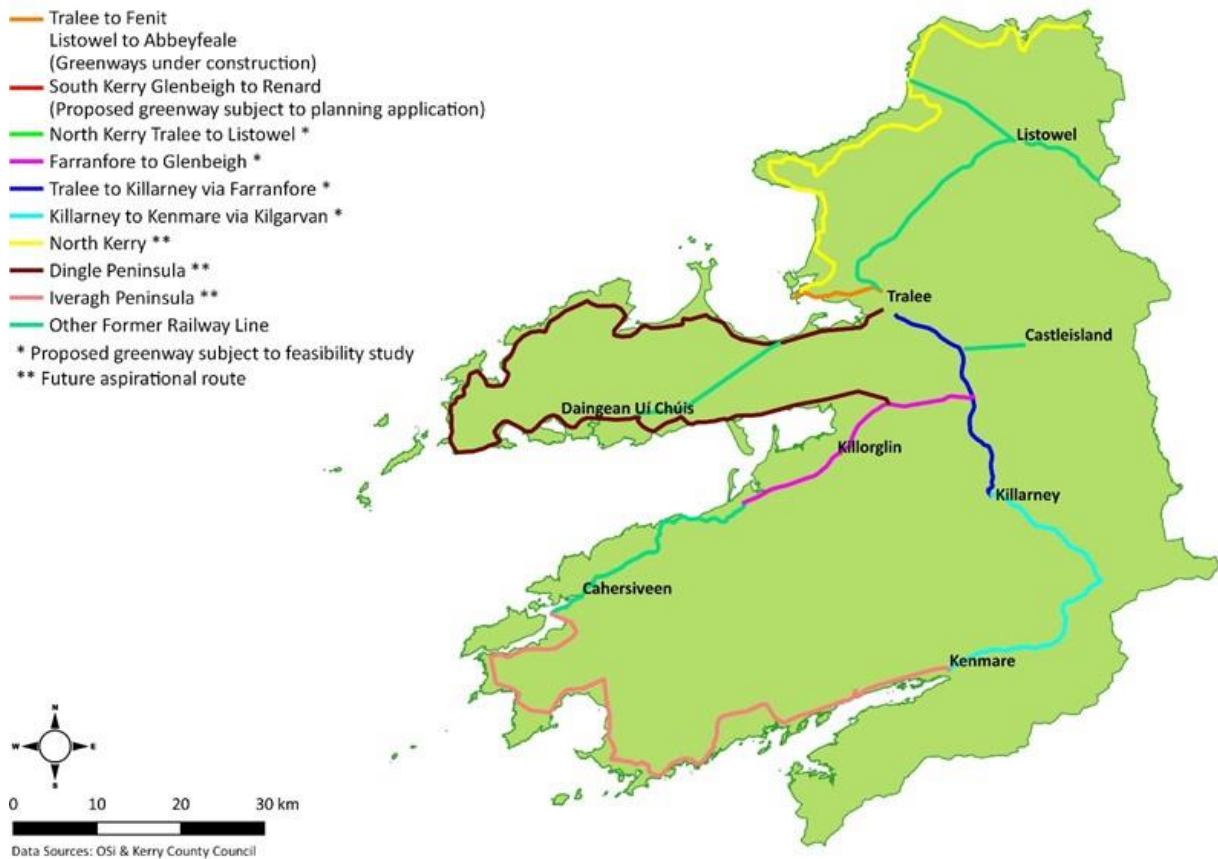 Tralee to Fenit
Listowel to Abbeyfeale
(Greenways under construction)
South Kerry Glenbeigh to Renard
(Proposed greenway subject to planning application)
North Kerry Tralee to Listowel *
Farranfore to Glenbeigh *
Tralee to Killarney via Farranfore *
Killarney to Kenmare via Kilgarvan *
North Kerry **
Dingle Peninsula **
Iveragh Peninsula **
Other Former Railway Line
* Proposed greenway subject to feasibility study
** Future aspirational route
Listowel
Tralee
Castleisland
Daingean Uí Chúis
Killorglin
Killarney
Cahersiveen
Kenmare
N
W E
S
0 10 20 30 km
Data Sources: OSi & Kerry County Council